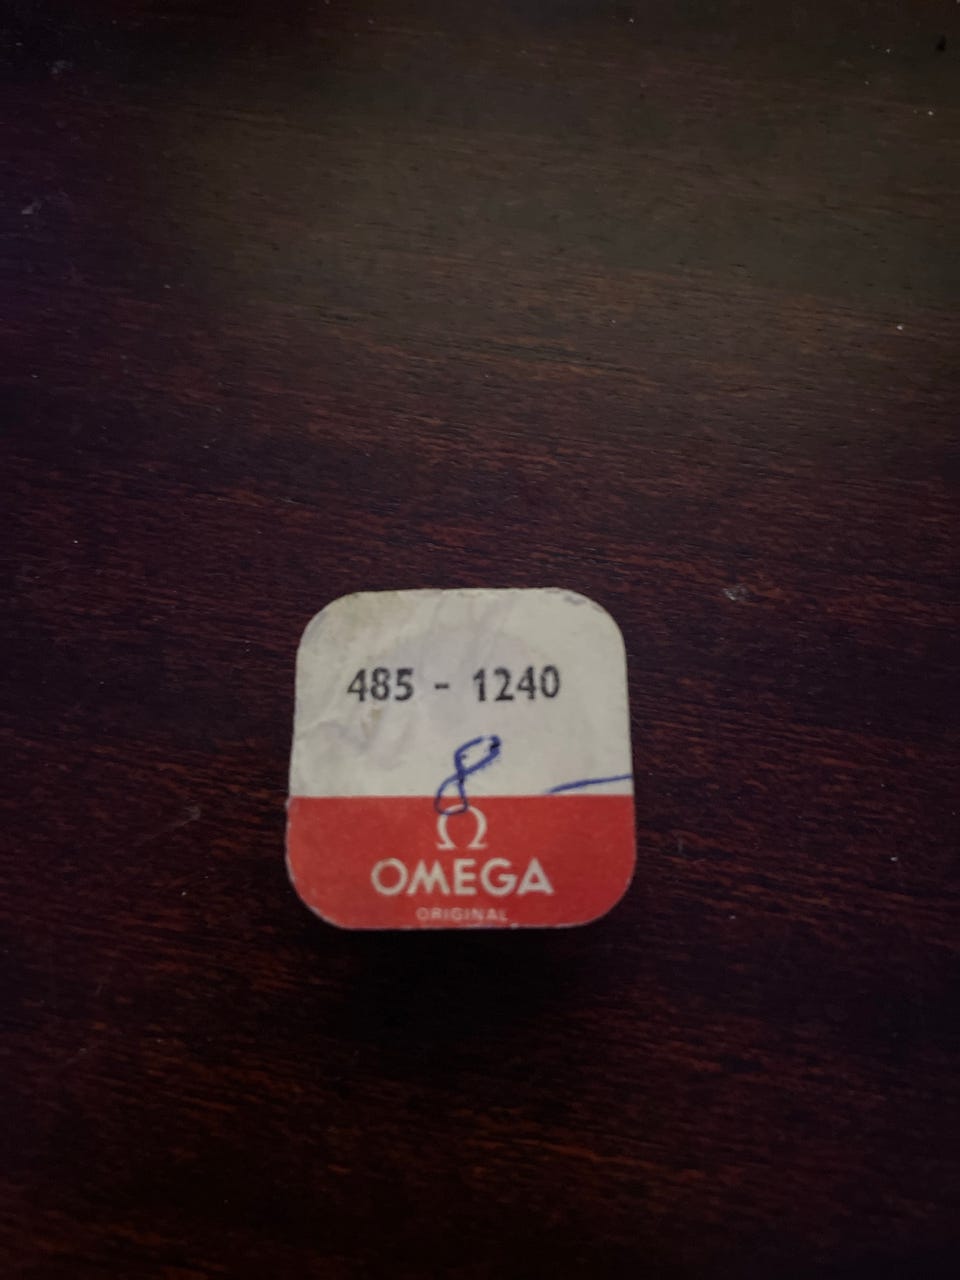 485 - 1240
8 -
Ω
OMEGA
ORIGINAL